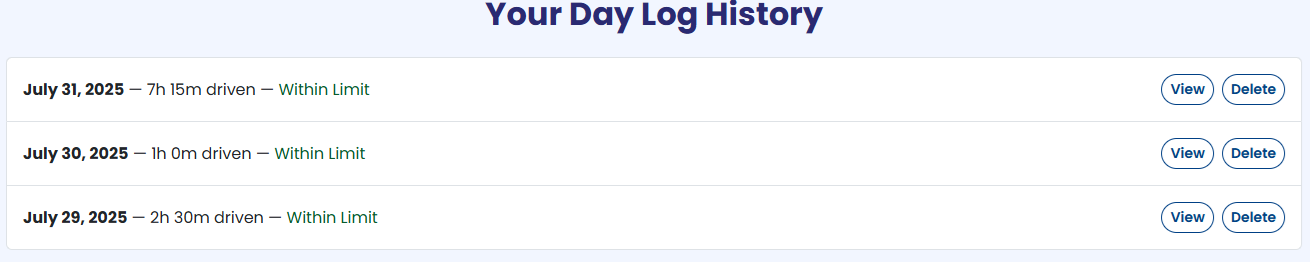 Your Day Log History
July 31, 2025 — 7h 15m driven — Within Limit View Delete
July 30, 2025 — 1h 0m driven — Within Limit View Delete
July 29, 2025 — 2h 30m driven — Within Limit View Delete